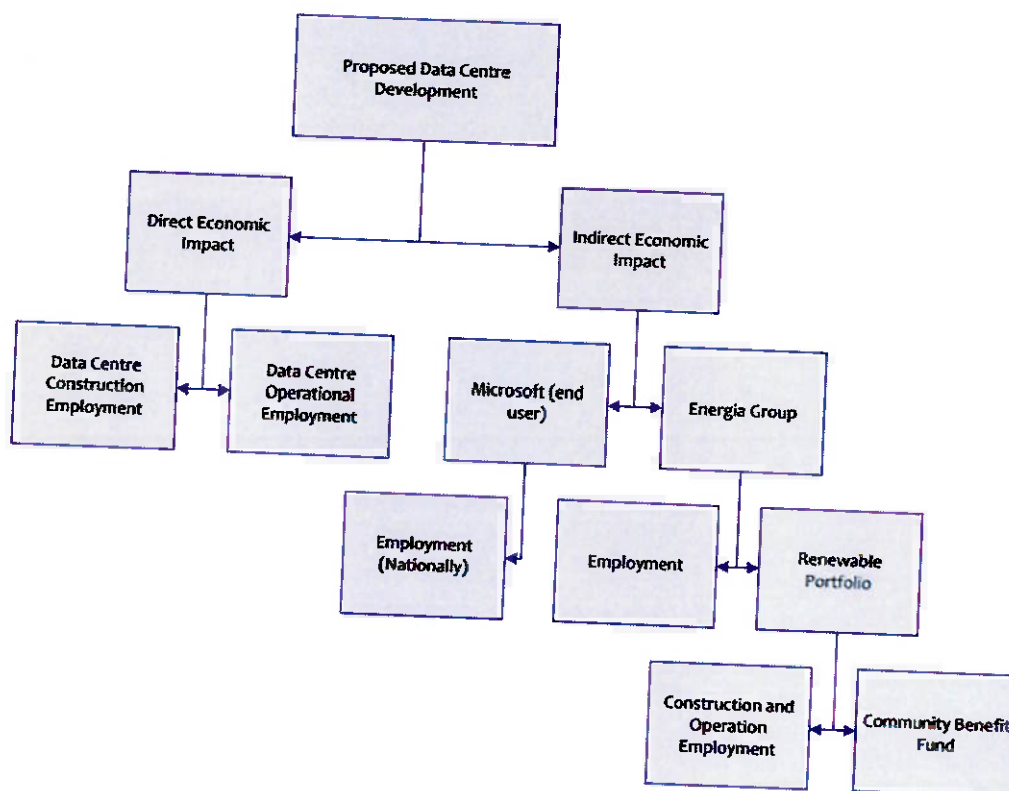 Proposed Data Centre
Development
Direct Economic
Impact
Indirect Economic
Impact
Data Centre
Construction
Employment
Data Centre
Operational
Employment
Microsoft (end
user)
Energia Group
Employment
(Nationally)
Employment
Renewable
Portfolio
Construction and
Operation
Employment
Community Benefit
Fund